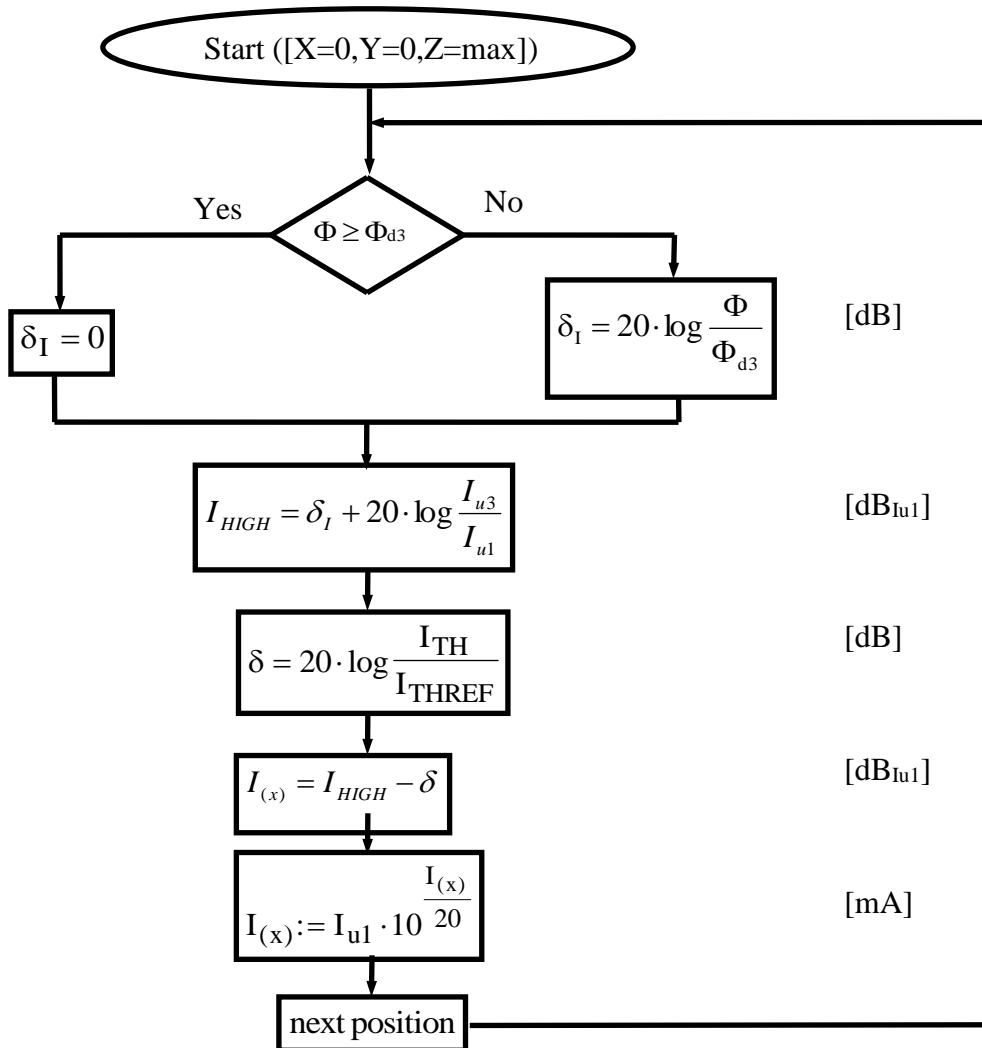 Start ([X=0,Y=0,Z=max])
Yes
No
Φ ≥ Φd3
δI = 0
δI = 20·log Φ/Φd3
[dB]
IHIGH = δI + 20·log Iu3/Iu1
[dBIu1]
δ = 20·log ITH/ITHREF
[dB]
I(x) = IHIGH − δ
[dBIu1]
I(x) := Iu1·10^(I(x)/20)
[mA]
next position